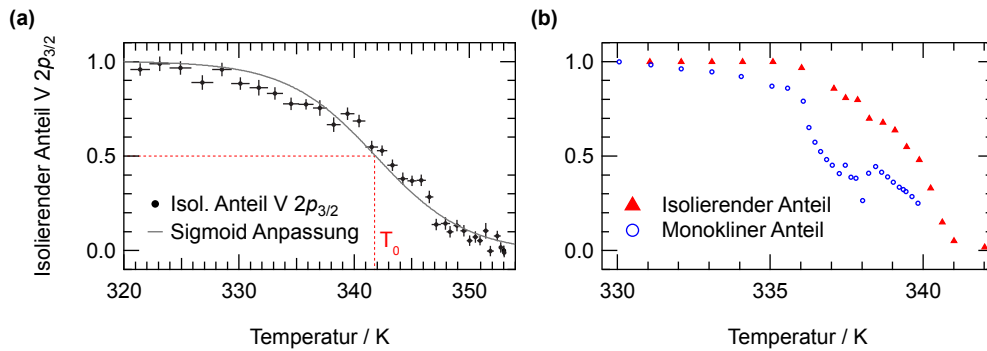 (a)
Isolierender Anteil V 2p3/2
1.0
0.5
0.0
Isol. Anteil V 2p3/2
Sigmoid Anpassung
T0
320
330
340
350
Temperatur / K
(b)
1.0
0.5
0.0
Isolierender Anteil
Monokliner Anteil
330
335
340
Temperatur / K